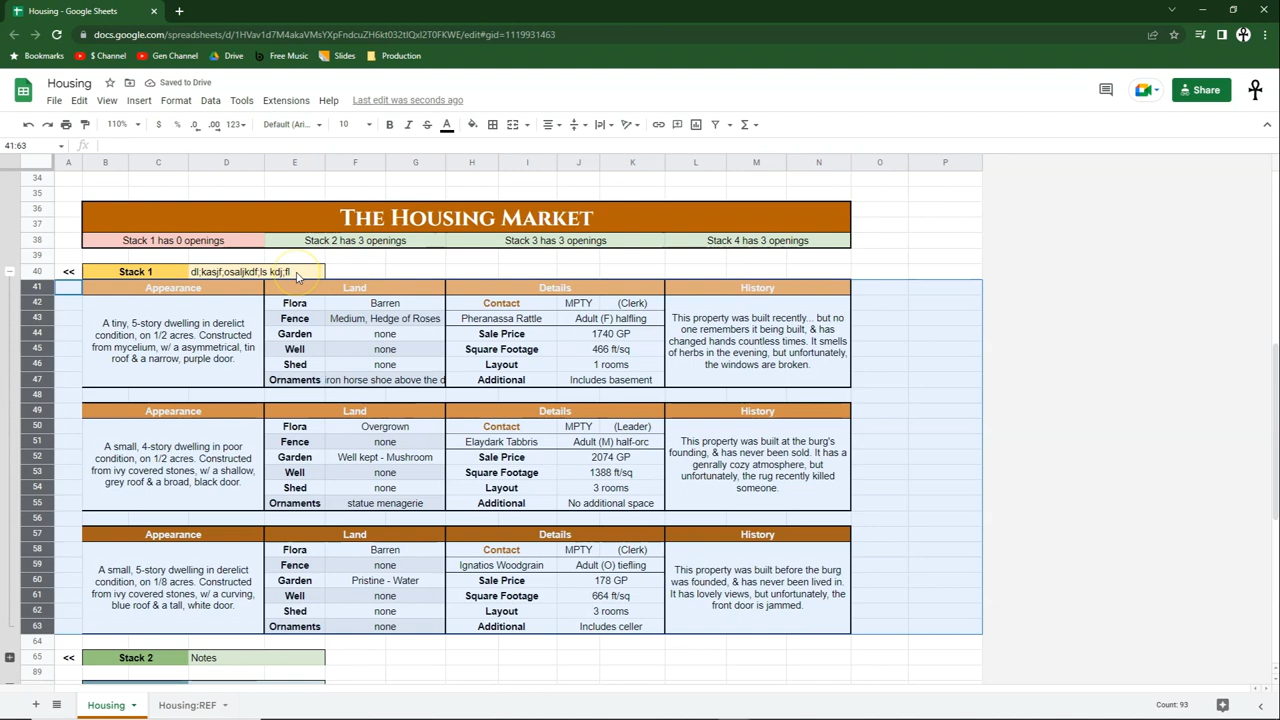 Housing - Google Sheets
docs.google.com/spreadsheets/d/1HVav1d7M4akaVMsYXpFndcuZH6kt032tlQxl2T0FKWE/edit#gid=1119931463
Bookmarks $ Channel Gen Channel Drive Free Music Slides Production
Housing Saved to Drive
File Edit View Insert Format Data Tools Extensions Help Last edit was seconds ago
Share
110% $ % .0 .00 123 Default (Ari... 10 B I S A
41:63 fx
A B C D E F G H I J K L M N O P
34
35
36 The Housing Market
37
38 Stack 1 has 0 openings Stack 2 has 3 openings Stack 3 has 3 openings Stack 4 has 3 openings
39
40 << Stack 1 dl;kasjf;osaljkdf;ls kdj;fl
41 Appearance Land Details History
42 Flora Barren Contact MPTY (Clerk)
43 Fence Medium, Hedge of Roses Pheranassa Rattle Adult (F) halfling
44 Garden none Sale Price 1740 GP
45 Well none Square Footage 466 ft/sq
46 Shed none Layout 1 rooms
47 Ornaments iron horse shoe above the d Additional Includes basement
A tiny, 5-story dwelling in derelict
condition, on 1/2 acres. Constructed
from mycelium, w/ a asymmetrical, tin
roof & a narrow, purple door.
This property was built recently... but no
one remembers it being built, & has
changed hands countless times. It smells
of herbs in the evening, but unfortunately,
the windows are broken.
48
49 Appearance Land Details History
50 Flora Overgrown Contact MPTY (Leader)
51 Fence none Elaydark Tabbris Adult (M) half-orc
52 Garden Well kept - Mushroom Sale Price 2074 GP
53 Well none Square Footage 1388 ft/sq
54 Shed none Layout 3 rooms
55 Ornaments statue menagerie Additional No additional space
A small, 4-story dwelling in poor
condition, on 1/2 acres. Constructed
from ivy covered stones, w/ a shallow,
grey roof & a broad, black door.
This property was built at the burg's
founding, & has never been sold. It has a
genrally cozy atmosphere, but
unfortunately, the rug recently killed
someone.
56
57 Appearance Land Details History
58 Flora Barren Contact MPTY (Clerk)
59 Fence none Ignatios Woodgrain Adult (O) tiefling
60 Garden Pristine - Water Sale Price 178 GP
61 Well none Square Footage 664 ft/sq
62 Shed none Layout 3 rooms
63 Ornaments none Additional Includes celler
A small, 5-story dwelling in derelict
condition, on 1/8 acres. Constructed
from ivy covered stones, w/ a curving,
blue roof & a tall, white door.
This property was built before the burg
was founded, & has never been lived in.
It has lovely views, but unfortunately, the
front door is jammed.
64
65 << Stack 2 Notes
89
Housing Housing:REF Count: 93